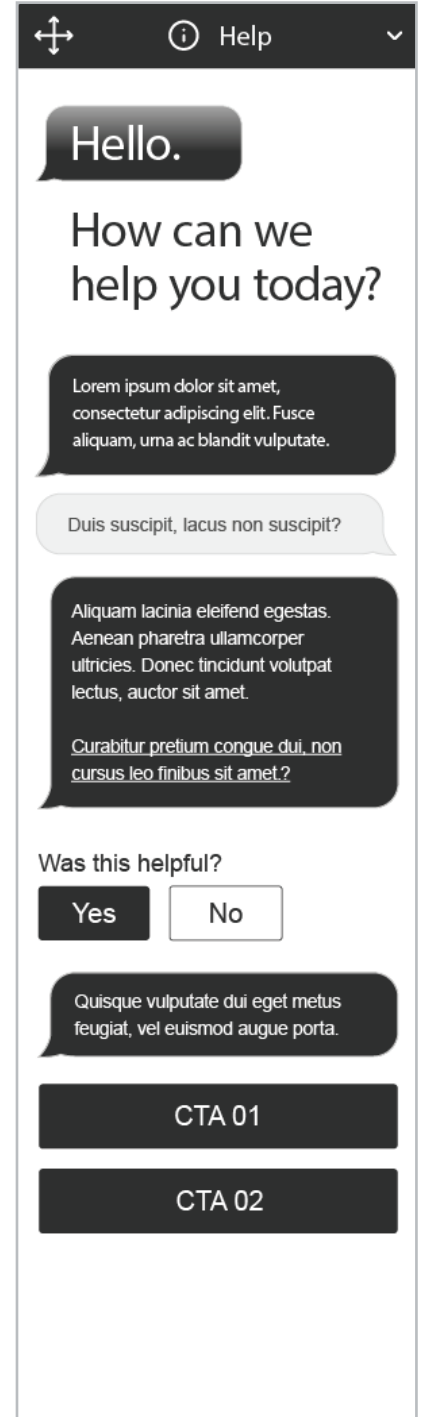 Help
Hello.
How can we
help you today?
Lorem ipsum dolor sit amet,
consectetur adipiscing elit. Fusce
aliquam, urna ac blandit vulputate.
Duis suscipit, lacus non suscipit?
Aliquam lacinia eleifend egestas.
Aenean pharetra ullamcorper
ultricies. Donec tincidunt volutpat
lectus, auctor sit amet.
Curabitur pretium congue dui, non
cursus leo finibus sit amet.?
Was this helpful?
Yes
No
Quisque vulputate dui eget metus
feugiat, vel euismod augue porta.
CTA 01
CTA 02